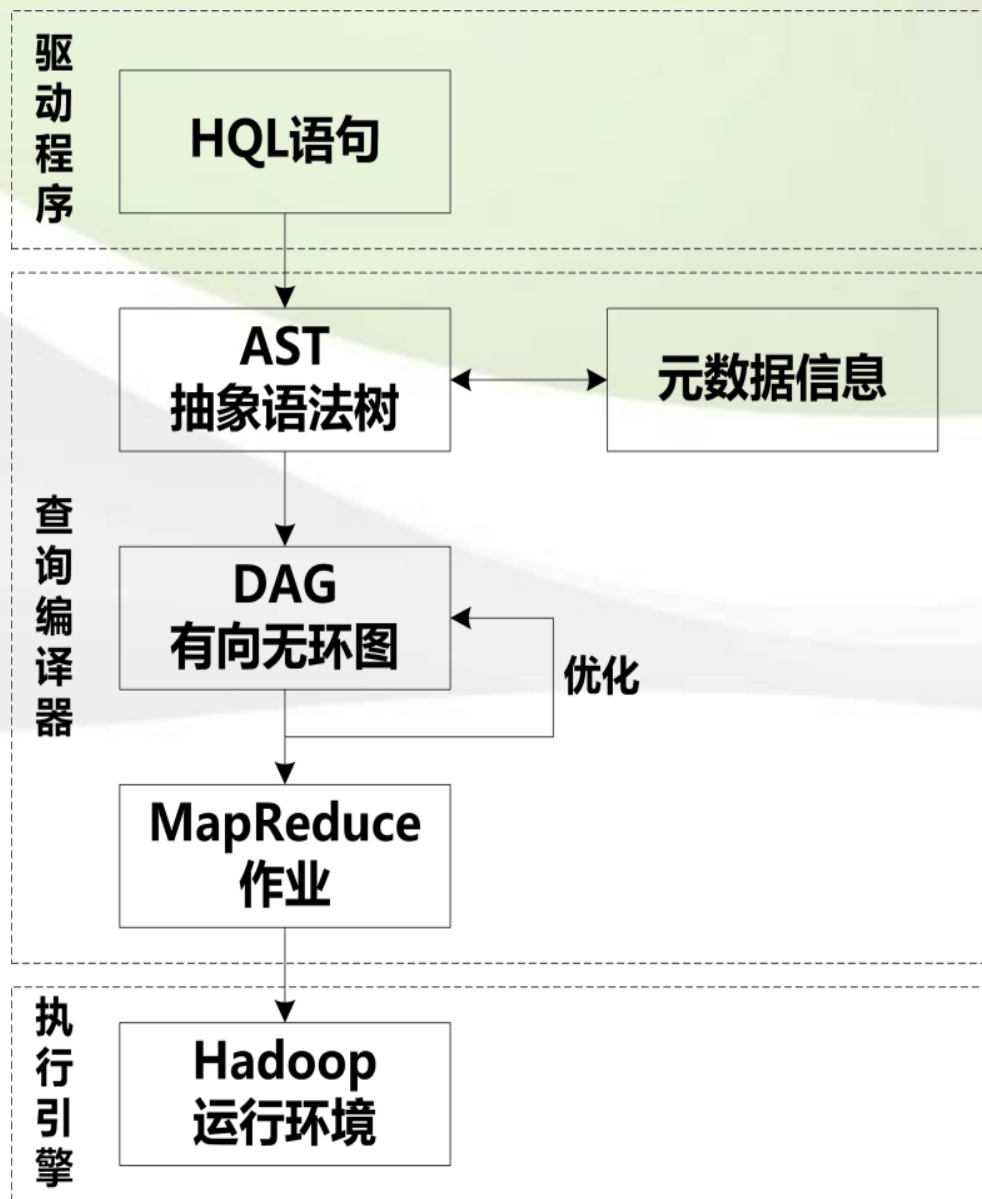 驱动程序
HQL语句
查询编译器
AST
抽象语法树
元数据信息
DAG
有向无环图
优化
MapReduce
作业
执行引擎
Hadoop
运行环境